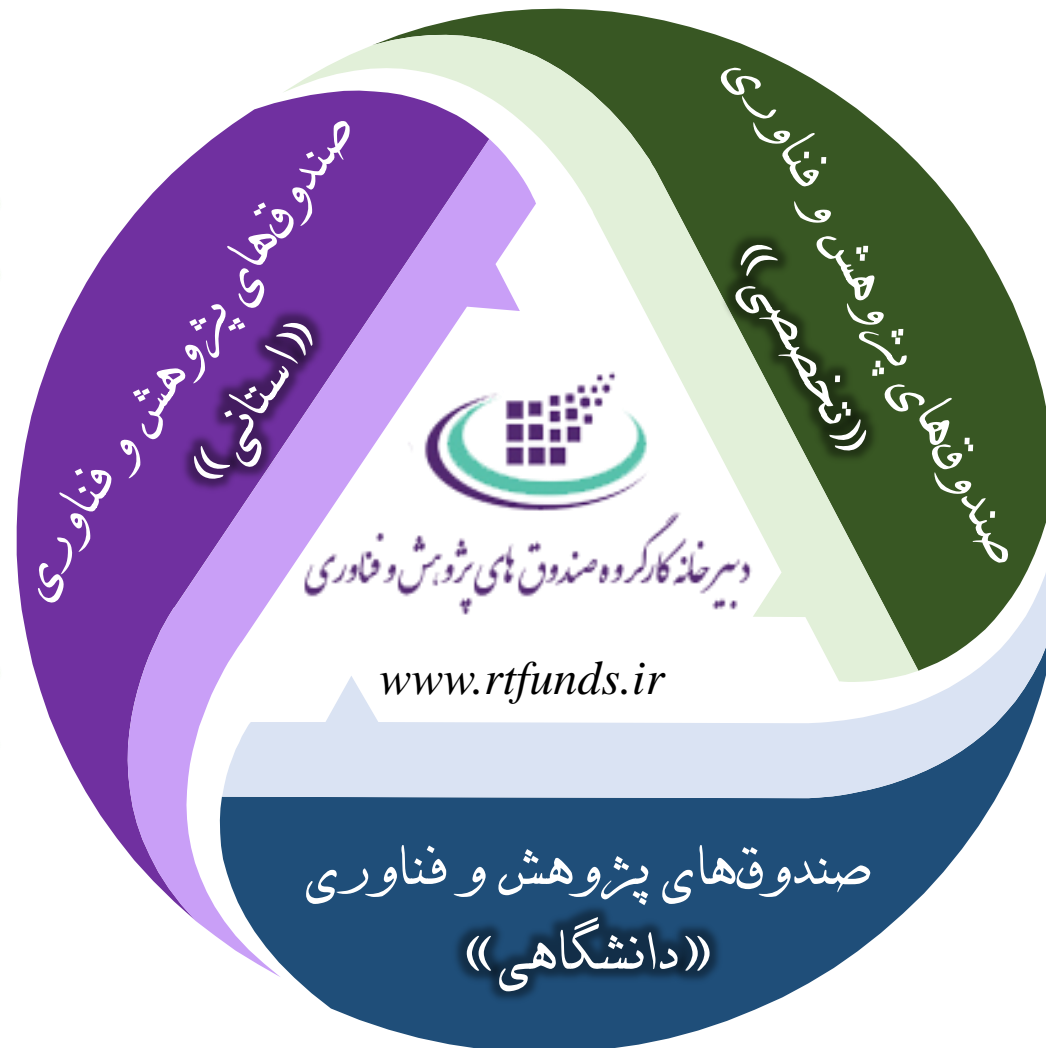 صندوق‌های پژوهش و فناوری
«تخصصی»
صندوق‌های پژوهش و فناوری
«استانی»
دبیرخانه کارگروه صندوق های پژوهش و فناوری
www.rtfunds.ir
صندوق‌های پژوهش و فناوری
«دانشگاهی»